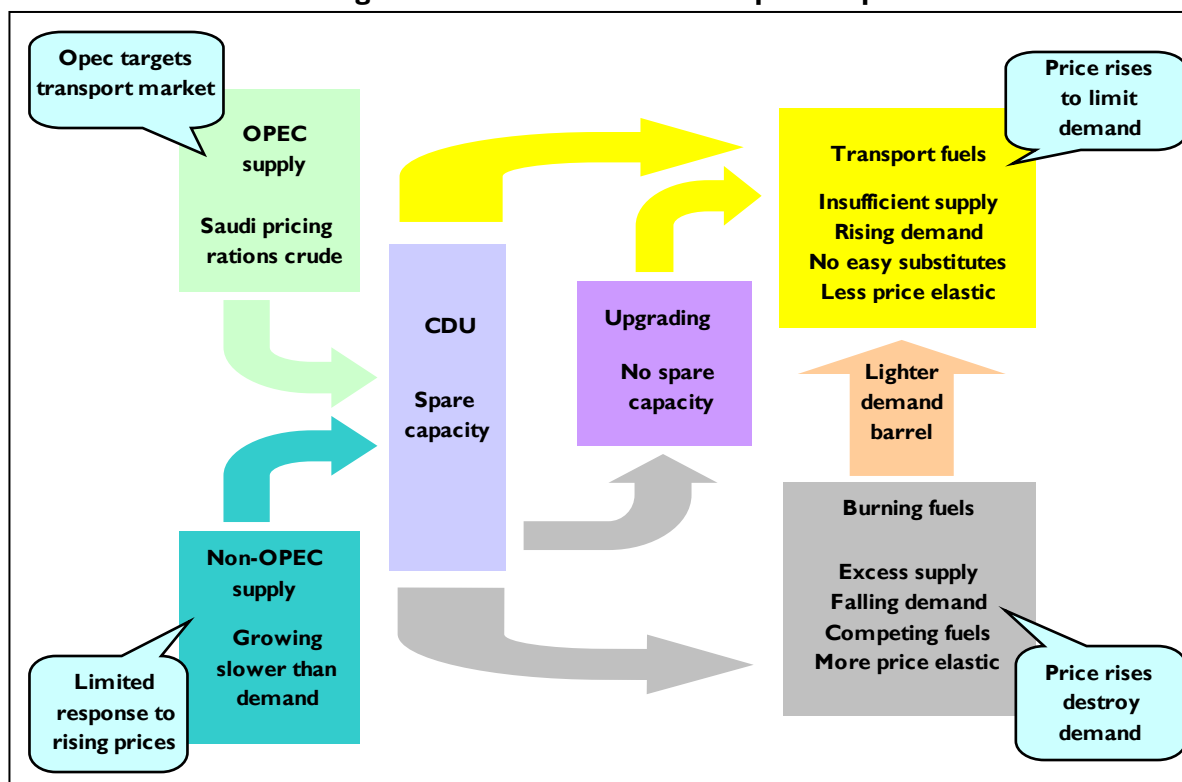 Opec targets
transport market
OPEC
supply
Saudi pricing
rations crude
Price rises
to limit
demand
Transport fuels
Insufficient supply
Rising demand
No easy substitutes
Less price elastic
CDU
Spare
capacity
Upgrading
No spare
capacity
Lighter
demand
barrel
Non-OPEC
supply
Growing
slower than
demand
Limited
response to
rising prices
Burning fuels
Excess supply
Falling demand
Competing fuels
More price elastic
Price rises
destroy
demand